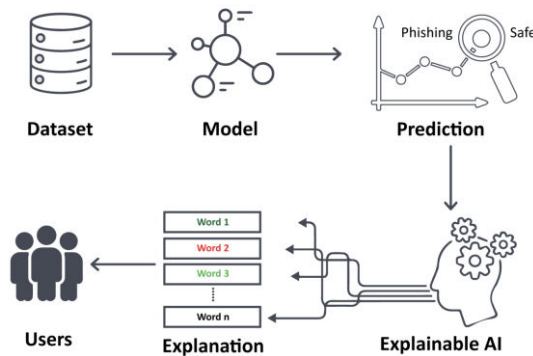 Phishing Safe
Dataset Model Prediction
Word 1
Word 2
Word 3
Word n
Users Explanation Explainable AI